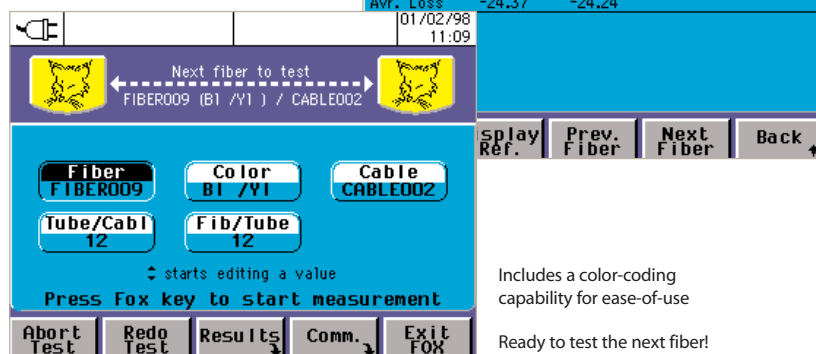 Avr. Loss -24.37 -24.24
01/02/98
11:09
Next fiber to test
FIBER009 (B1 /Y1 ) / CABLE002
Fiber
FIBER009
Color
B1 /Y1
Cable
CABLE002
Tube/Cabl
12
Fib/Tube
12
starts editing a value
Press Fox key to start measurement
Abort
Test
Redo
Test
Results
Comm.
Exit
FOX
splay
Ref.
Prev.
Fiber
Next
Fiber
Back
Includes a color-coding
capability for ease-of-use
Ready to test the next fiber!